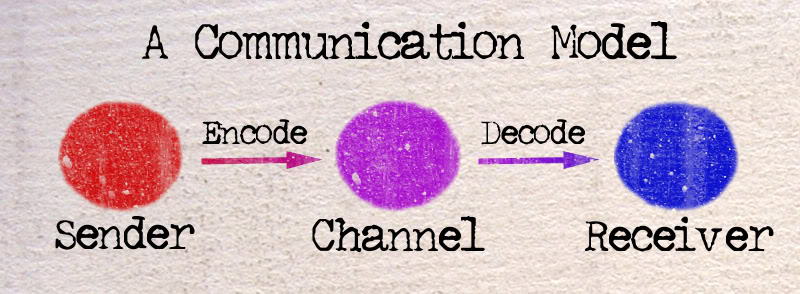 A Communication Model
Encode
Decode
Sender
Channel
Receiver